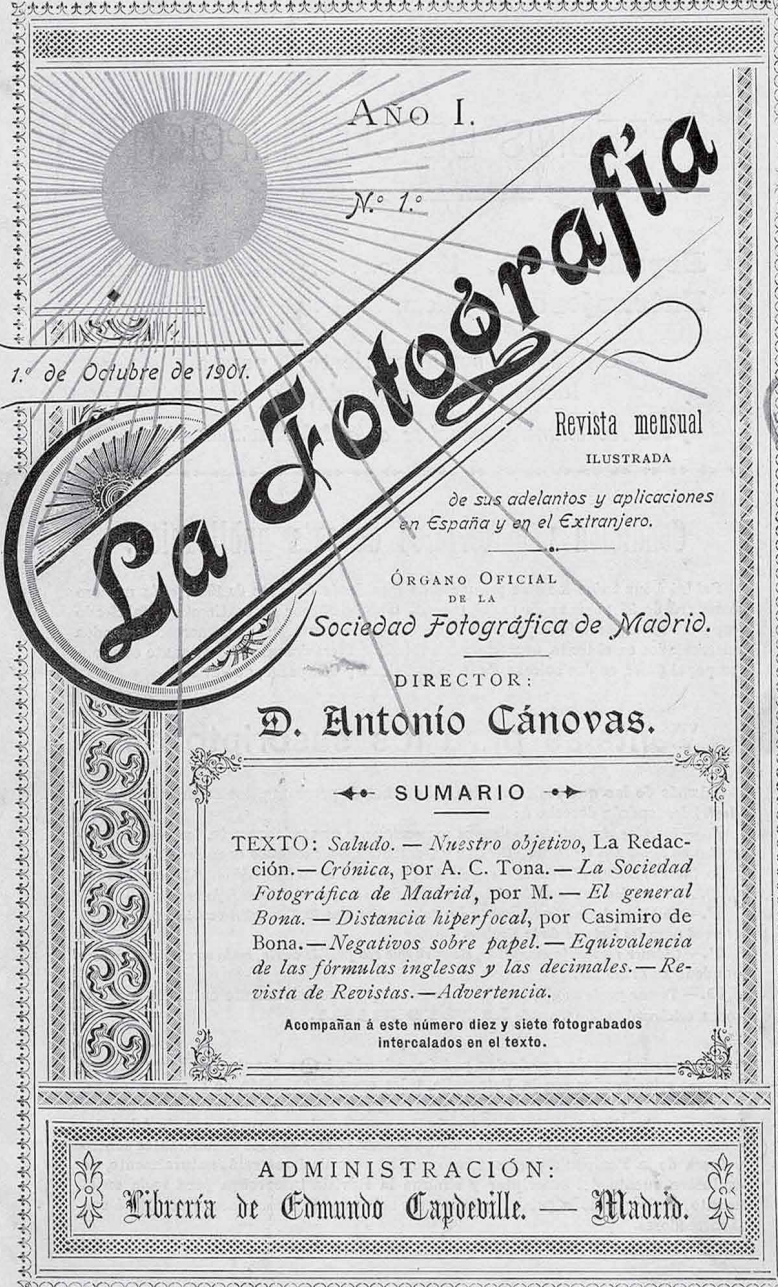 AÑO I.
N.º 1.º
1.º de Octubre de 1901.
La Fotografía
Revista mensual
ILUSTRADA
de sus adelantos y aplicaciones
en España y en el Extranjero.
ÓRGANO OFICIAL
DE LA
Sociedad Fotográfica de Madrid.
DIRECTOR:
D. Antonio Cánovas.
SUMARIO
TEXTO: Saludo. — Nuestro objetivo, La Redac-
ción.—Crónica, por A. C. Tona. — La Sociedad
Fotográfica de Madrid, por M. — El general
Bona. — Distancia hiperfocal, por Casimiro de
Bona.—Negativos sobre papel.—Equivalencia
de las fórmulas inglesas y las decimales.—Re-
vista de Revistas.—Advertencia.
Acompañan á este número diez y siete fotograbados
intercalados en el texto.
ADMINISTRACIÓN:
Librería de Edmundo Capdeville. — Madrid.